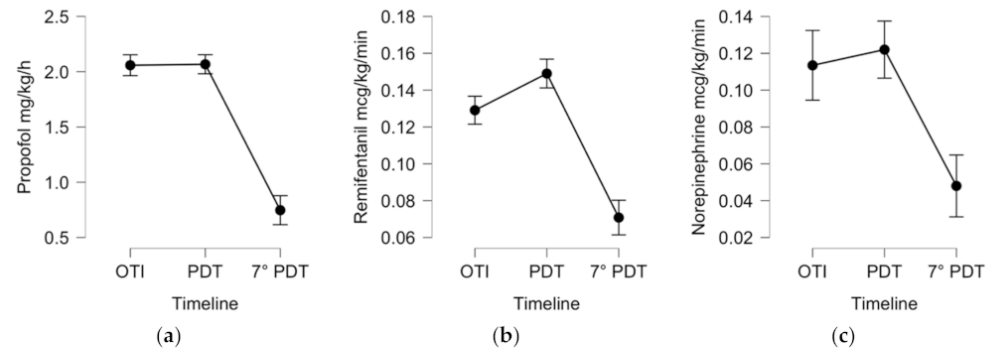 Propofol mg/kg/h
2.5
2.0
1.5
1.0
0.5
OTI PDT 7° PDT
Timeline
(a)
Remifentanil mcg/kg/min
0.18
0.16
0.14
0.12
0.10
0.08
0.06
OTI PDT 7° PDT
Timeline
(b)
Norepinephrine mcg/kg/min
0.14
0.12
0.10
0.08
0.06
0.04
0.02
OTI PDT 7° PDT
Timeline
(c)